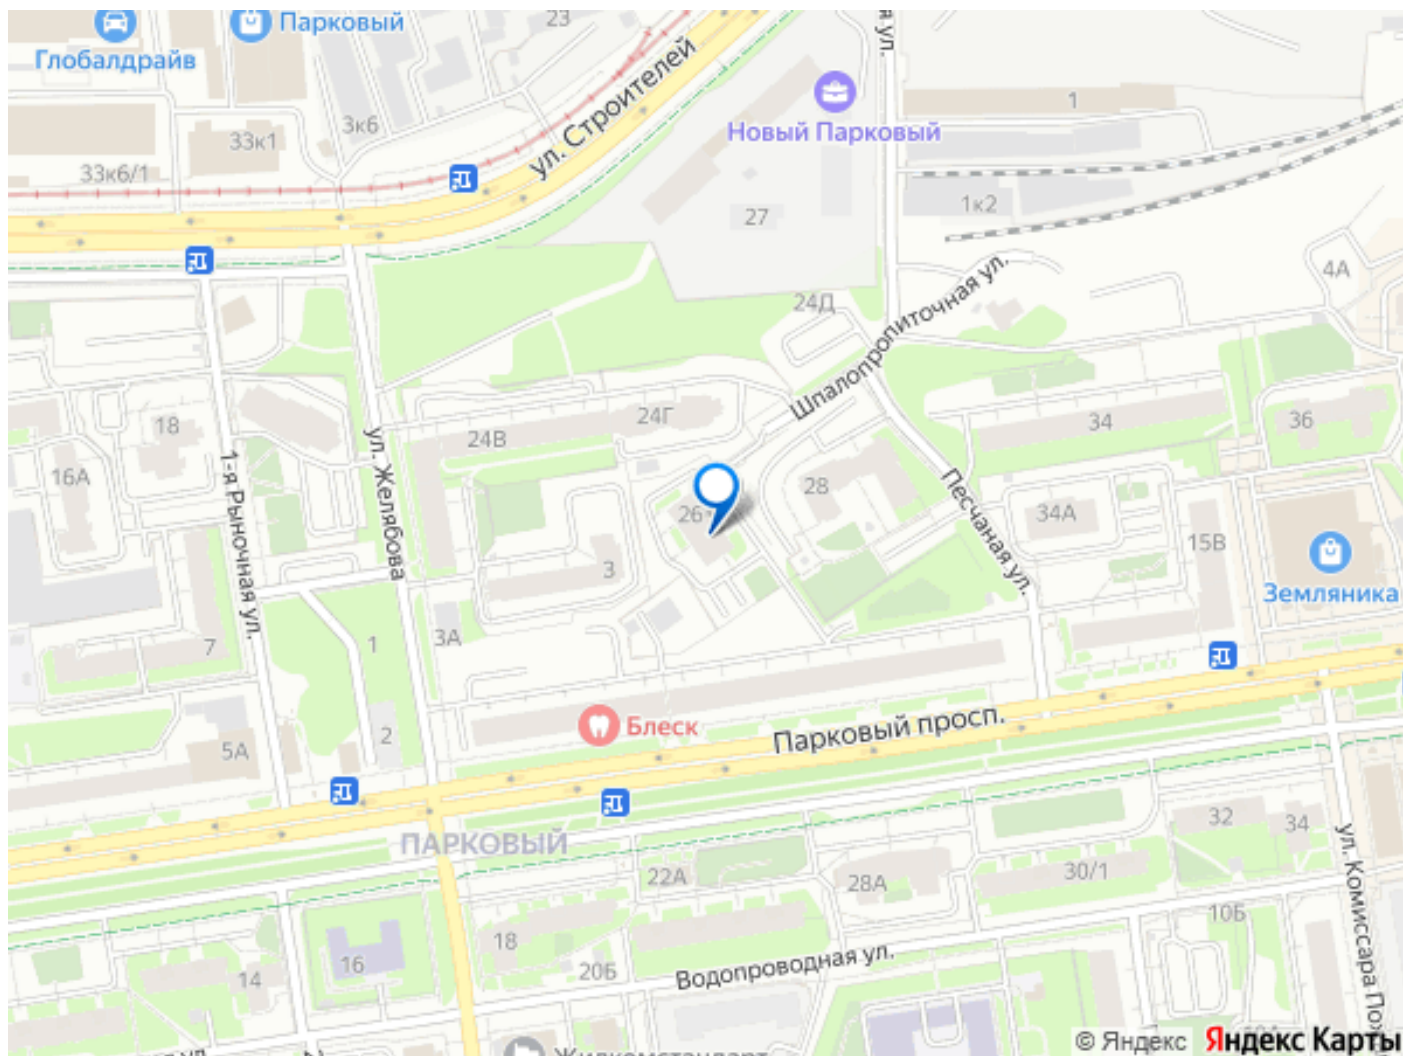 Глобалдрайв
Парковый
23
я ул.
3к6
33к1
33к6/1
ул. Строителей
Новый Парковый
1
1к2
27
4А
24Д
Шпалопропиточная ул.
18
16А
1-я Рыночная ул.
ул. Желябова
24В
24Г
34
36
26
28
Песчаная ул.
34А
15В
Земляника
3
3А
7
1
2
5А
Блеск
Парковый просп.
ПАРКОВЫЙ
22А
28А
30/1
32
34
ул. Комиссара Пож
10Б
18
20Б
16
14
Водопроводная ул.
Жилкомстандарт
© Яндекс
Яндекс Карты